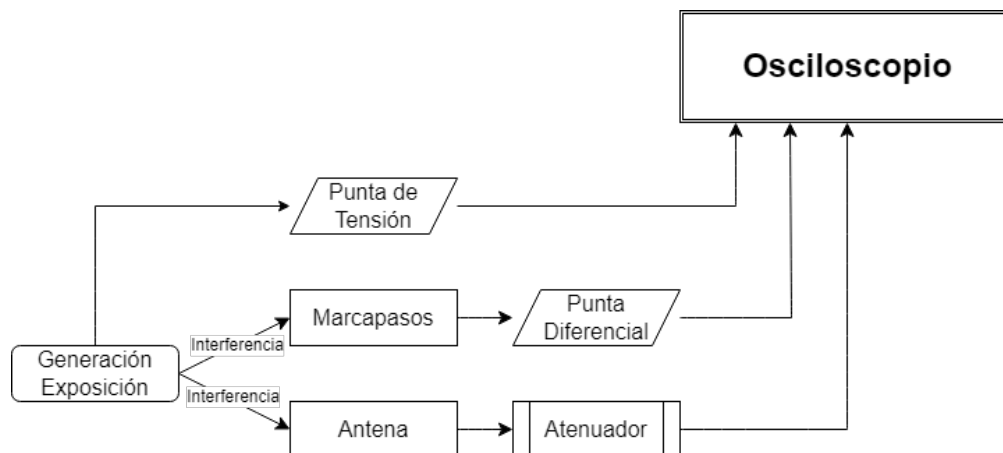 Osciloscopio
Punta de
Tensión
Marcapasos
Punta
Diferencial
Interferencia
Generación
Exposición
Interferencia
Antena
Atenuador